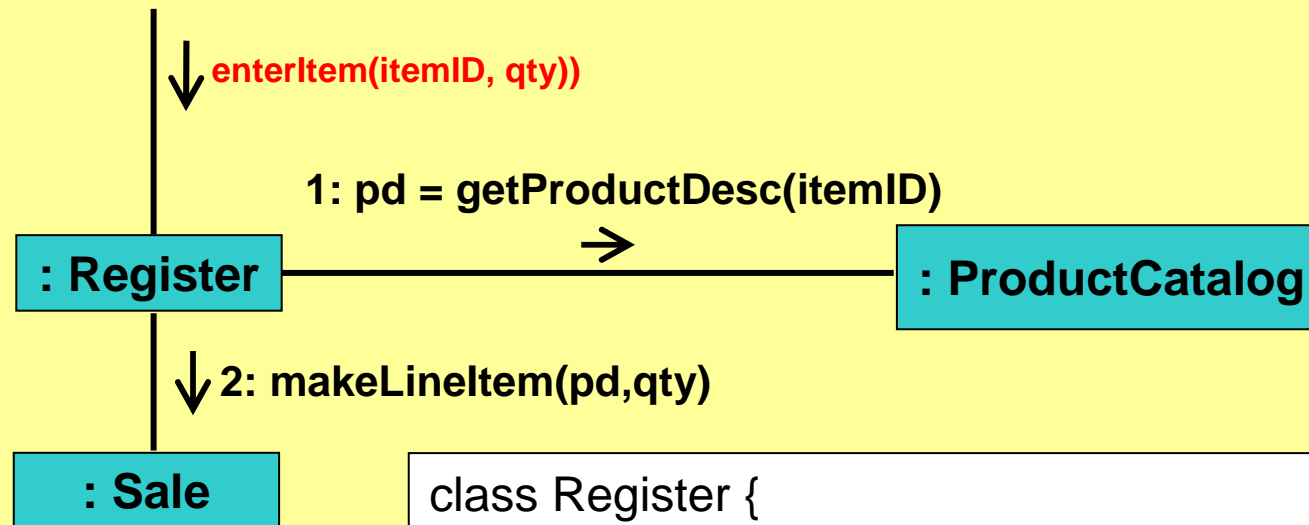 enterItem(itemID, qty))
1: pd = getProductDesc(itemID)
: Register
: ProductCatalog
2: makeLineItem(pd,qty)
: Sale
class Register {